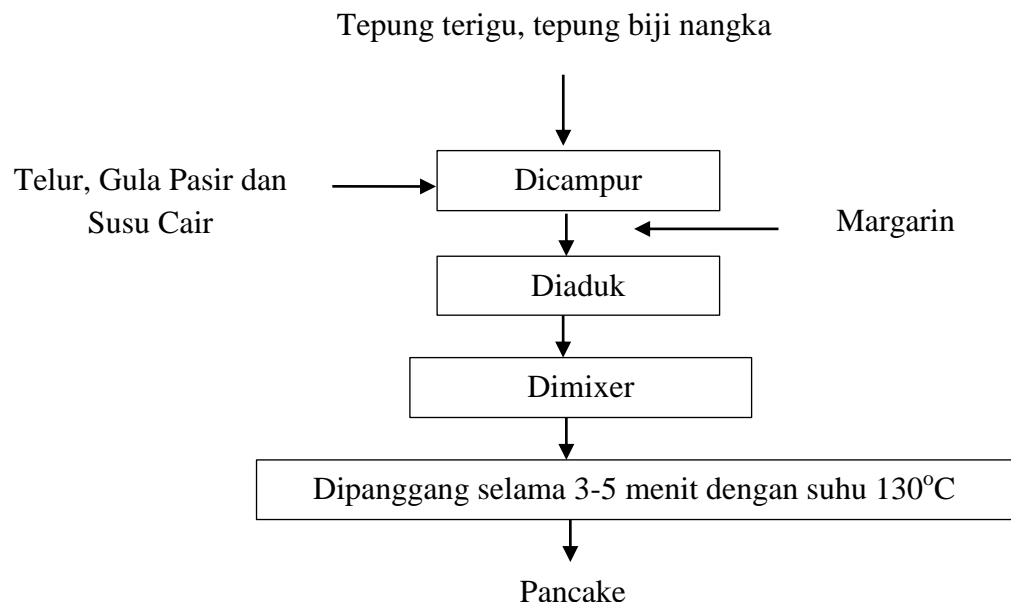 Tepung terigu, tepung biji nangka
Telur, Gula Pasir dan
Susu Cair
Dicampur
Margarin
Diaduk
Dimixer
Dipanggang selama 3-5 menit dengan suhu 130°C
Pancake